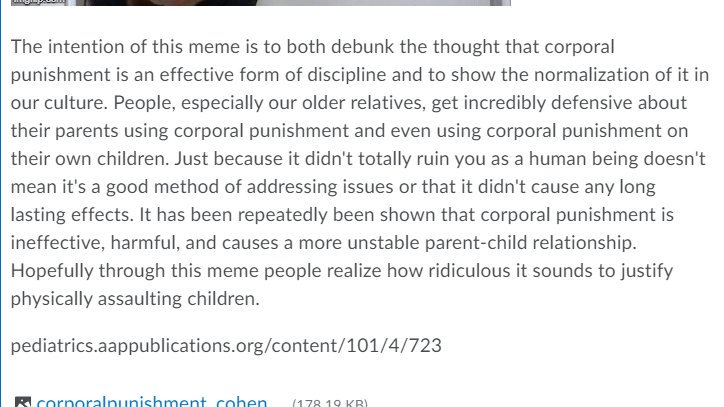 The intention of this meme is to both debunk the thought that corporal
punishment is an effective form of discipline and to show the normalization of it in
our culture. People, especially our older relatives, get incredibly defensive about
their parents using corporal punishment and even using corporal punishment on
their own children. Just because it didn't totally ruin you as a human being doesn't
mean it's a good method of addressing issues or that it didn't cause any long
lasting effects. It has been repeatedly been shown that corporal punishment is
ineffective, harmful, and causes a more unstable parent-child relationship.
Hopefully through this meme people realize how ridiculous it sounds to justify
physically assaulting children.
pediatrics.aappublications.org/content/101/4/723
corporalpunishment_cohen (178.19 KB)